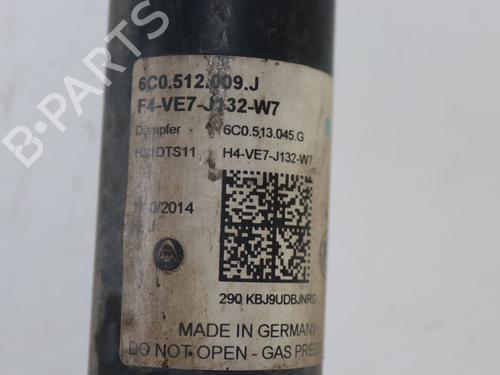 6C0.512.009.J
F4-VE7-J132-W7
Dämpfer 6C0.513.045.G
H4-VE7-J132-W7
/2014
290 KBJ9UDBJNRG
MADE IN GERMANY
DO NOT OPEN - GAS
B-PARTS